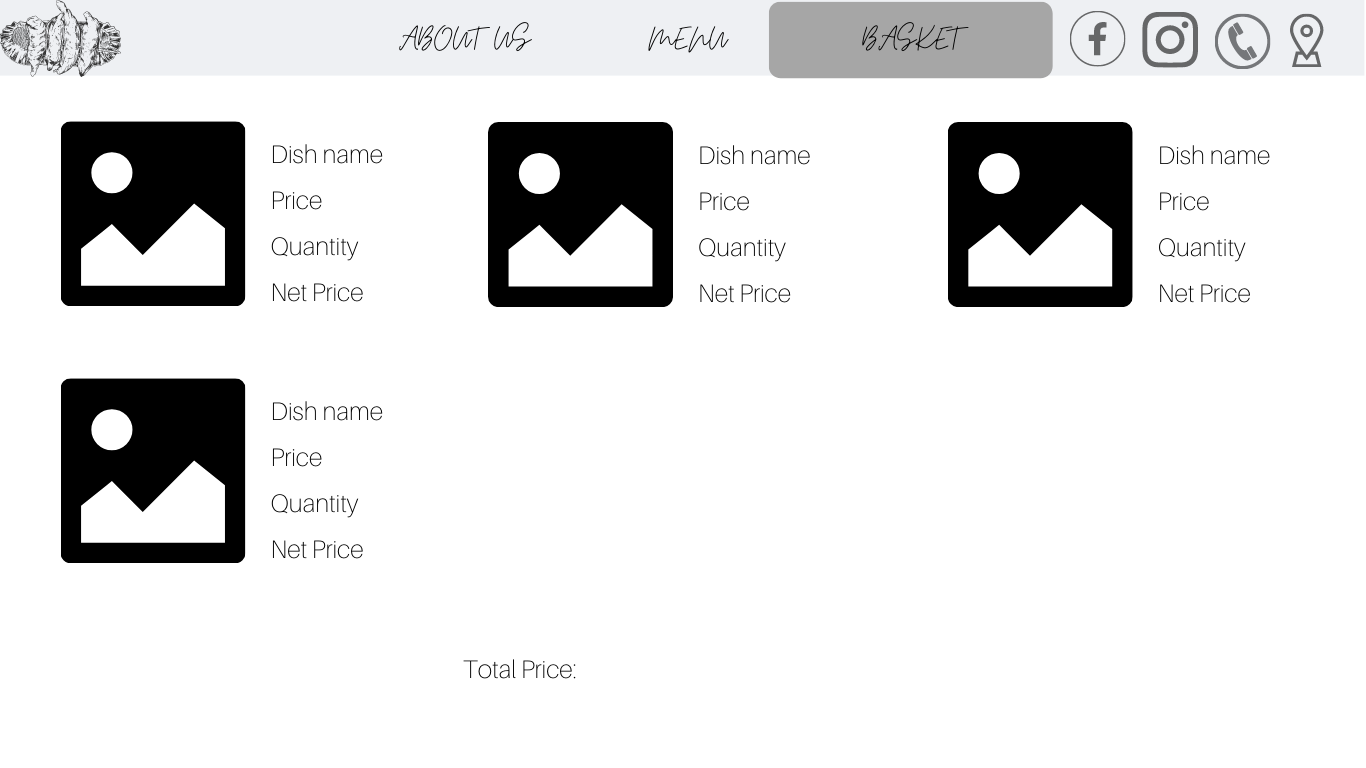 ABOUT US
MENU
BASKET
Dish name
Price
Quantity
Net Price
Dish name
Price
Quantity
Net Price
Dish name
Price
Quantity
Net Price
Dish name
Price
Quantity
Net Price
Total Price: